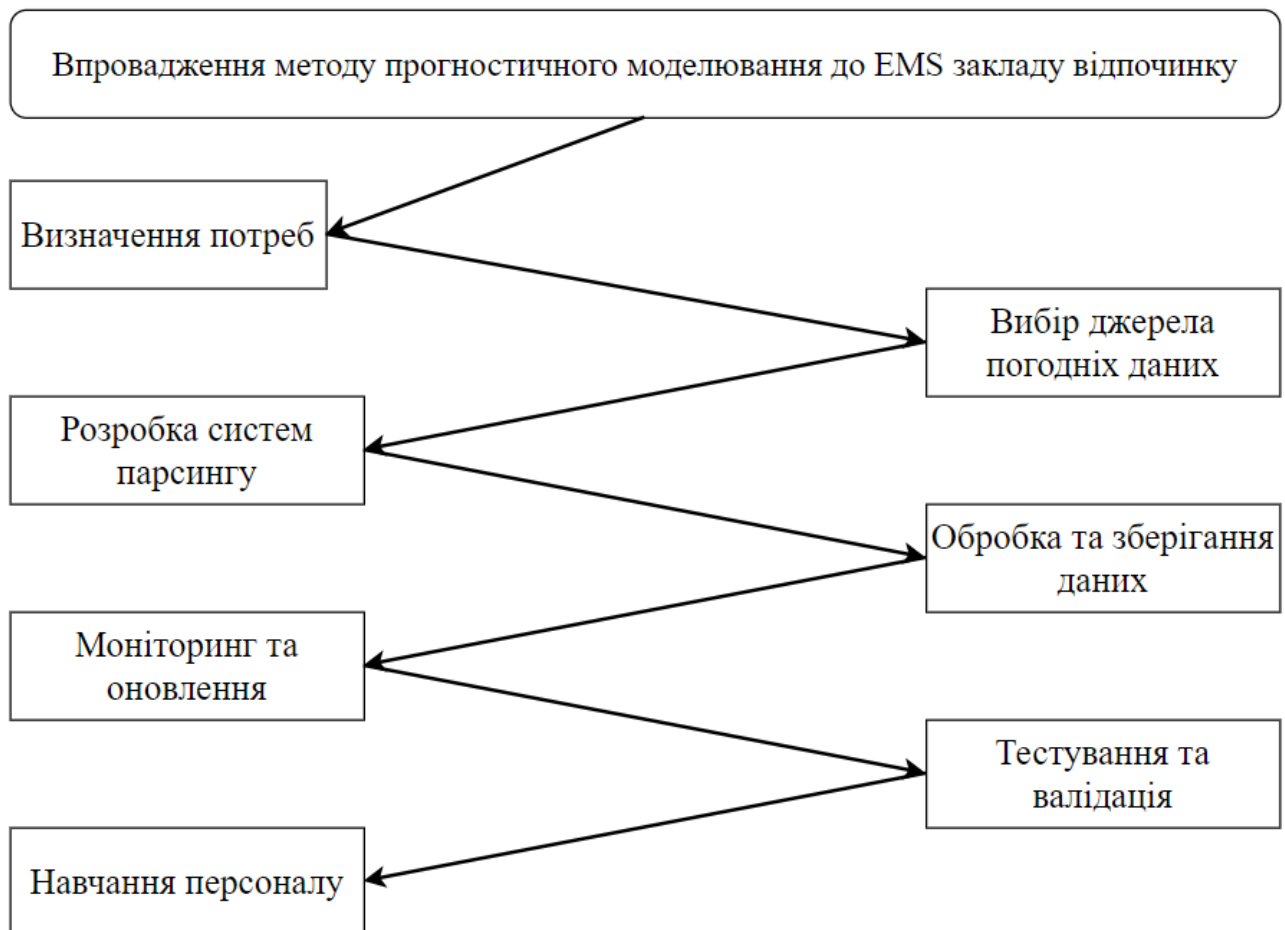 Впровадження методу прогностичного моделювання до EMS закладу відпочинку
Визначення потреб
Вибір джерела
погодніх даних
Розробка систем
парсингу
Обробка та зберігання
даних
Моніторинг та
оновлення
Тестування та
валідація
Навчання персоналу